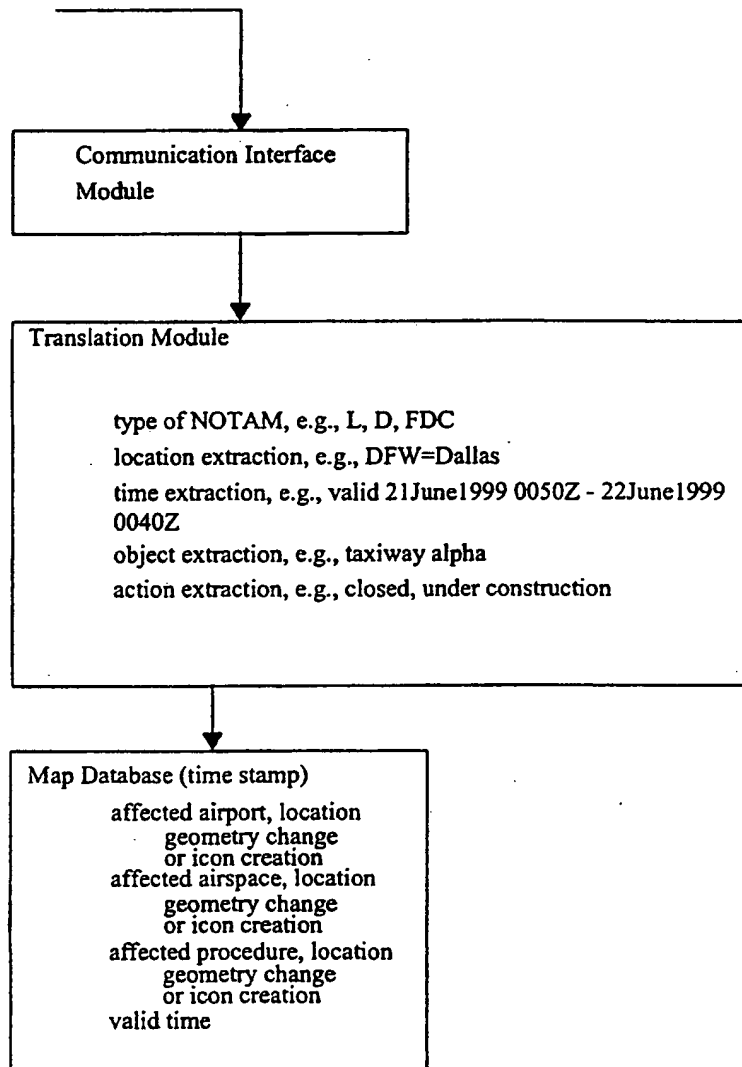 Communication Interface
Module
Translation Module
type of NOTAM, e.g., L, D, FDC
location extraction, e.g., DFW=Dallas
time extraction, e.g., valid 21June1999 0050Z - 22June1999
0040Z
object extraction, e.g., taxiway alpha
action extraction, e.g., closed, under construction
Map Database (time stamp)
affected airport, location
geometry change
or icon creation
affected airspace, location
geometry change
or icon creation
affected procedure, location
geometry change
or icon creation
valid time